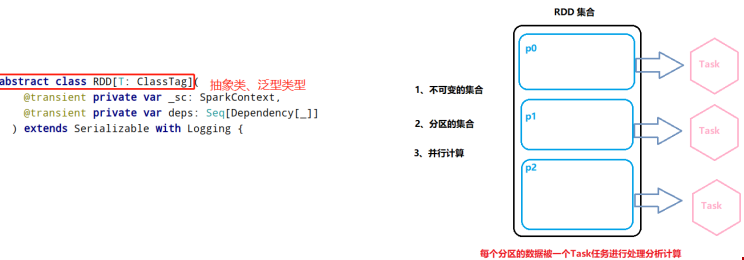 abstract class RDD[T: ClassTag](
抽象类、泛型类型
@transient private var _sc: SparkContext,
@transient private var deps: Seq[Dependency[_]]
) extends Serializable with Logging {
1、不可变的集合
2、分区的集合
3、并行计算
RDD 集合
p0
Task
p1
Task
p2
Task
每个分区的数据被一个Task任务进行处理分析计算